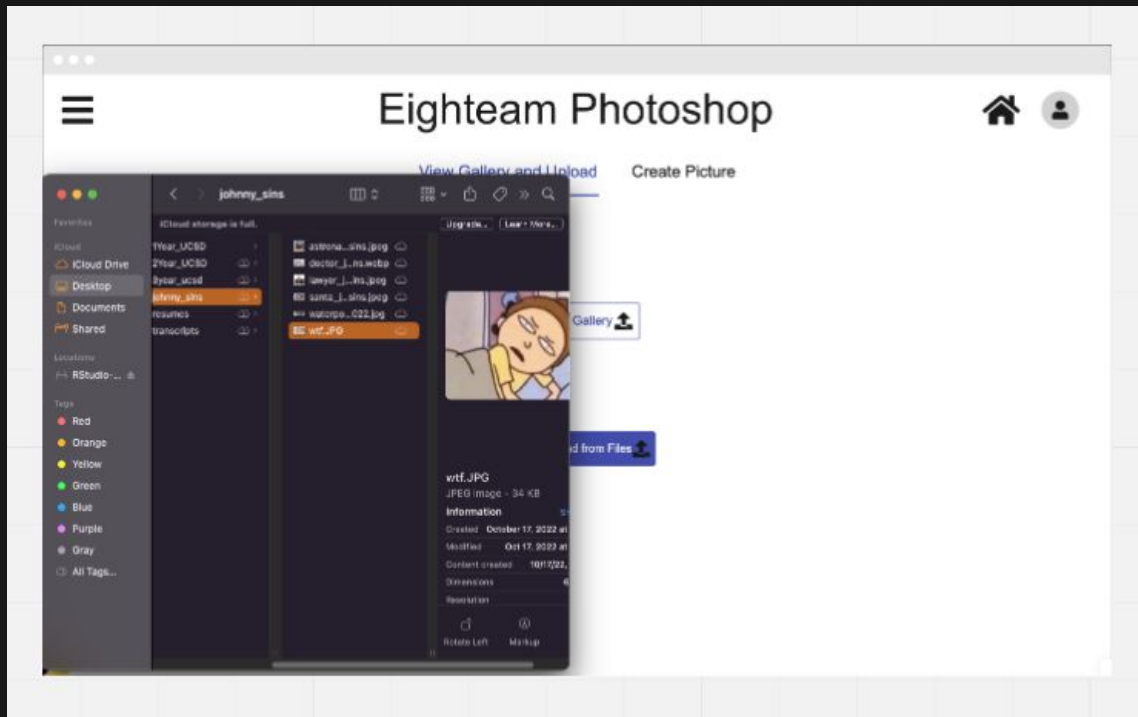 Eighteam Photoshop
View Gallery and Upload
Create Picture
johnny_sins
Favorites
iCloud
iCloud Drive
Desktop
Documents
Shared
Locations
RStudio-...
Tags
Red
Orange
Yellow
Green
Blue
Purple
Gray
All Tags...
iCloud storage is full.
Upgrade...
Learn More...
1Year_UCSD
2Year_UCSD
3year_ucsd
johnny_sins
resumes
transcripts
astrona...sins.jpeg
doctor_j...ns.webp
lawyer_j...ins.jpeg
santa_j...sins.jpeg
waterpo...022.jpg
wtf.JPG
wtf.JPG
JPEG image - 34 KB
Information
Created October 17, 2022 at
Modified Oct 17, 2022 at
Content created 10/17/22,
Dimensions
Resolution
Rotate Left
Markup
Gallery
d from Files